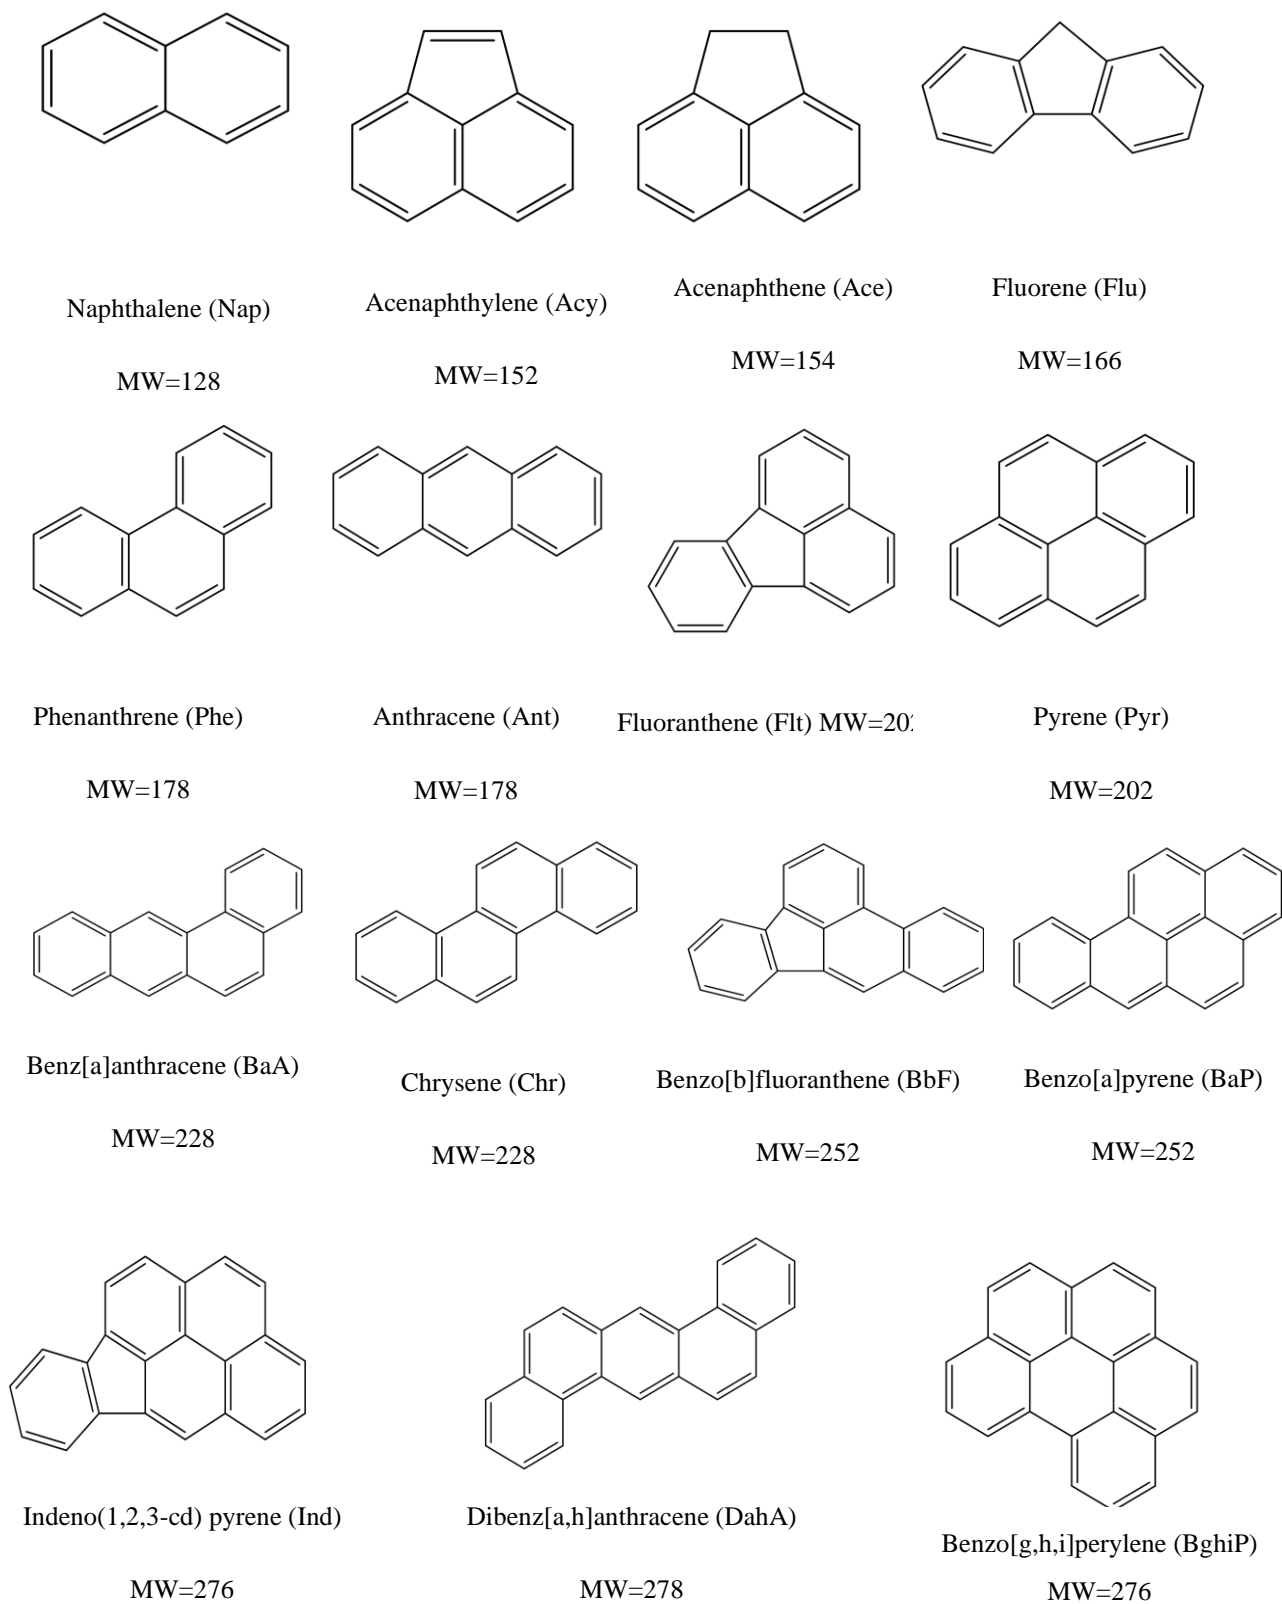 Naphthalene (Nap)
MW=128
Acenaphthylene (Acy)
MW=152
Acenaphthene (Ace)
MW=154
Fluorene (Flu)
MW=166
Phenanthrene (Phe)
MW=178
Anthracene (Ant)
MW=178
Fluoranthene (Flt) MW=202
Pyrene (Pyr)
MW=202
Benz[a]anthracene (BaA)
MW=228
Chrysene (Chr)
MW=228
Benzo[b]fluoranthene (BbF)
MW=252
Benzo[a]pyrene (BaP)
MW=252
Indeno(1,2,3-cd) pyrene (Ind)
MW=276
Dibenz[a,h]anthracene (DahA)
MW=278
Benzo[g,h,i]perylene (BghiP)
MW=276